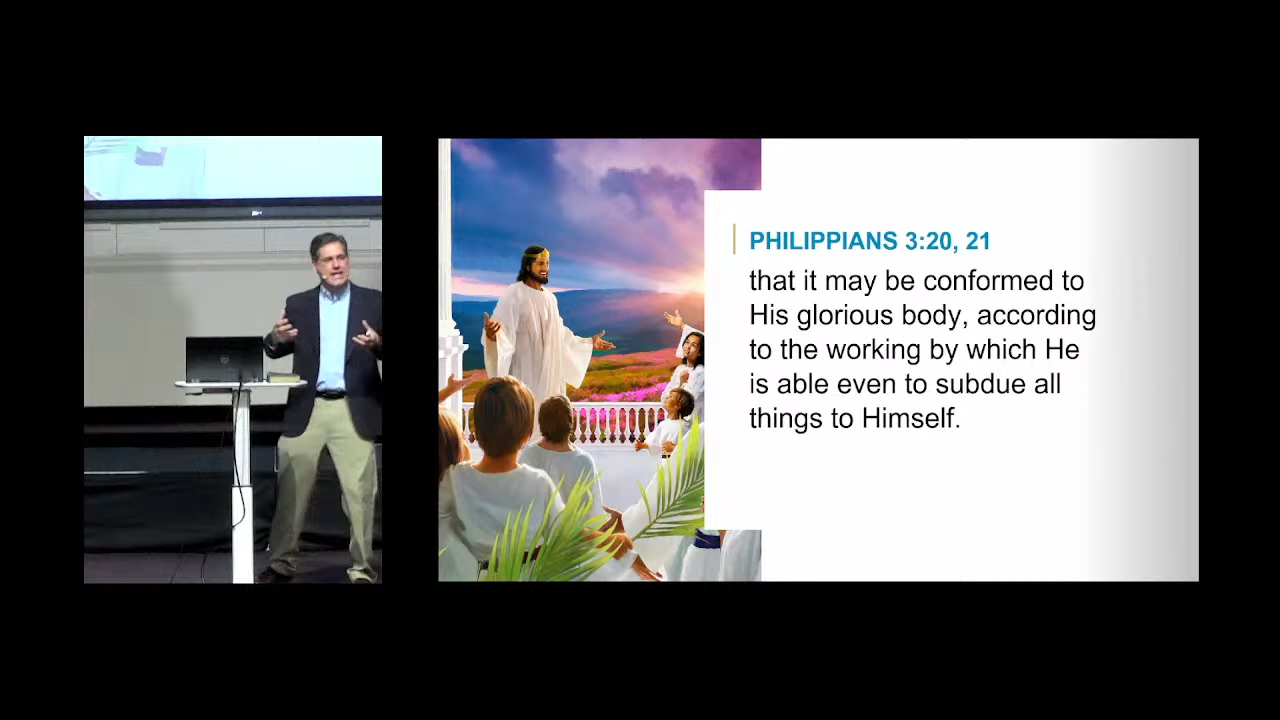 PHILIPPIANS 3:20, 21
that it may be conformed to
His glorious body, according
to the working by which He
is able even to subdue all
things to Himself.